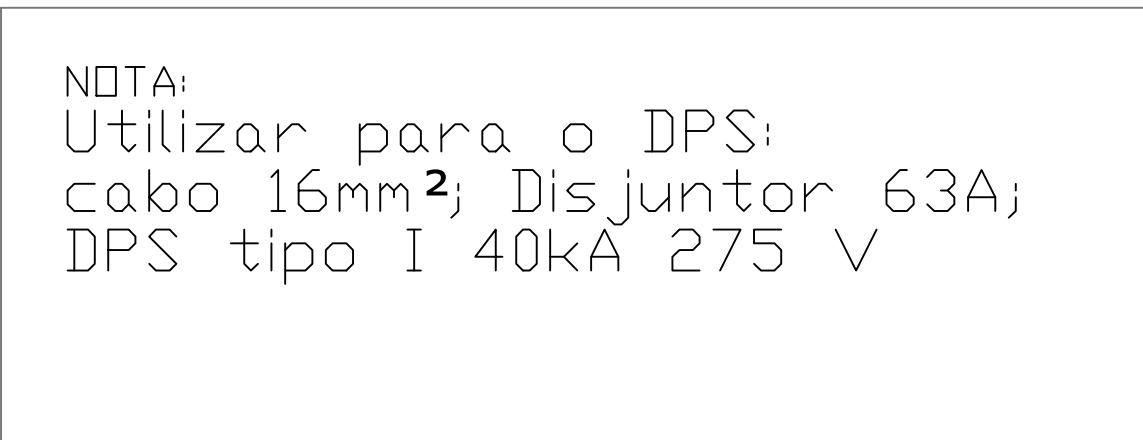 NOTA:
Utilizar para o DPS:
cabo 16mm²; Disjuntor 63A;
DPS tipo I 40kA 275 V